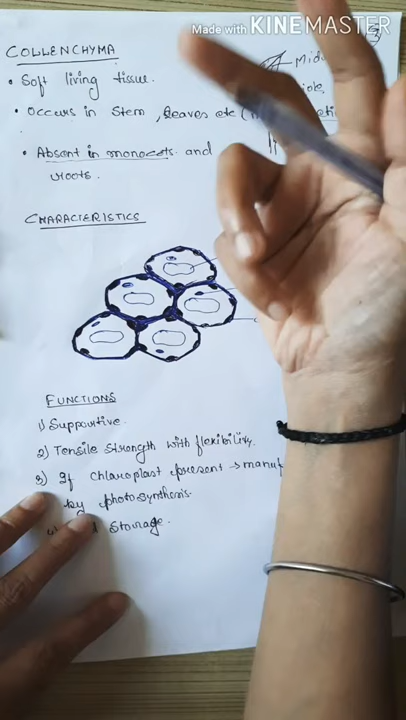 Made with KINEMASTER
3
COLLENCHYMA
• Soft living tissue.
• Occurs in Stem, Leaves etc (
• Absent in monocots and
roots.
CHARACTERISTICS
FUNCTIONS
1) Supportive.
2) Tensile Strength with flexibility.
3) If Chloroplast present → manuf
by photosynthesis.
Storage.